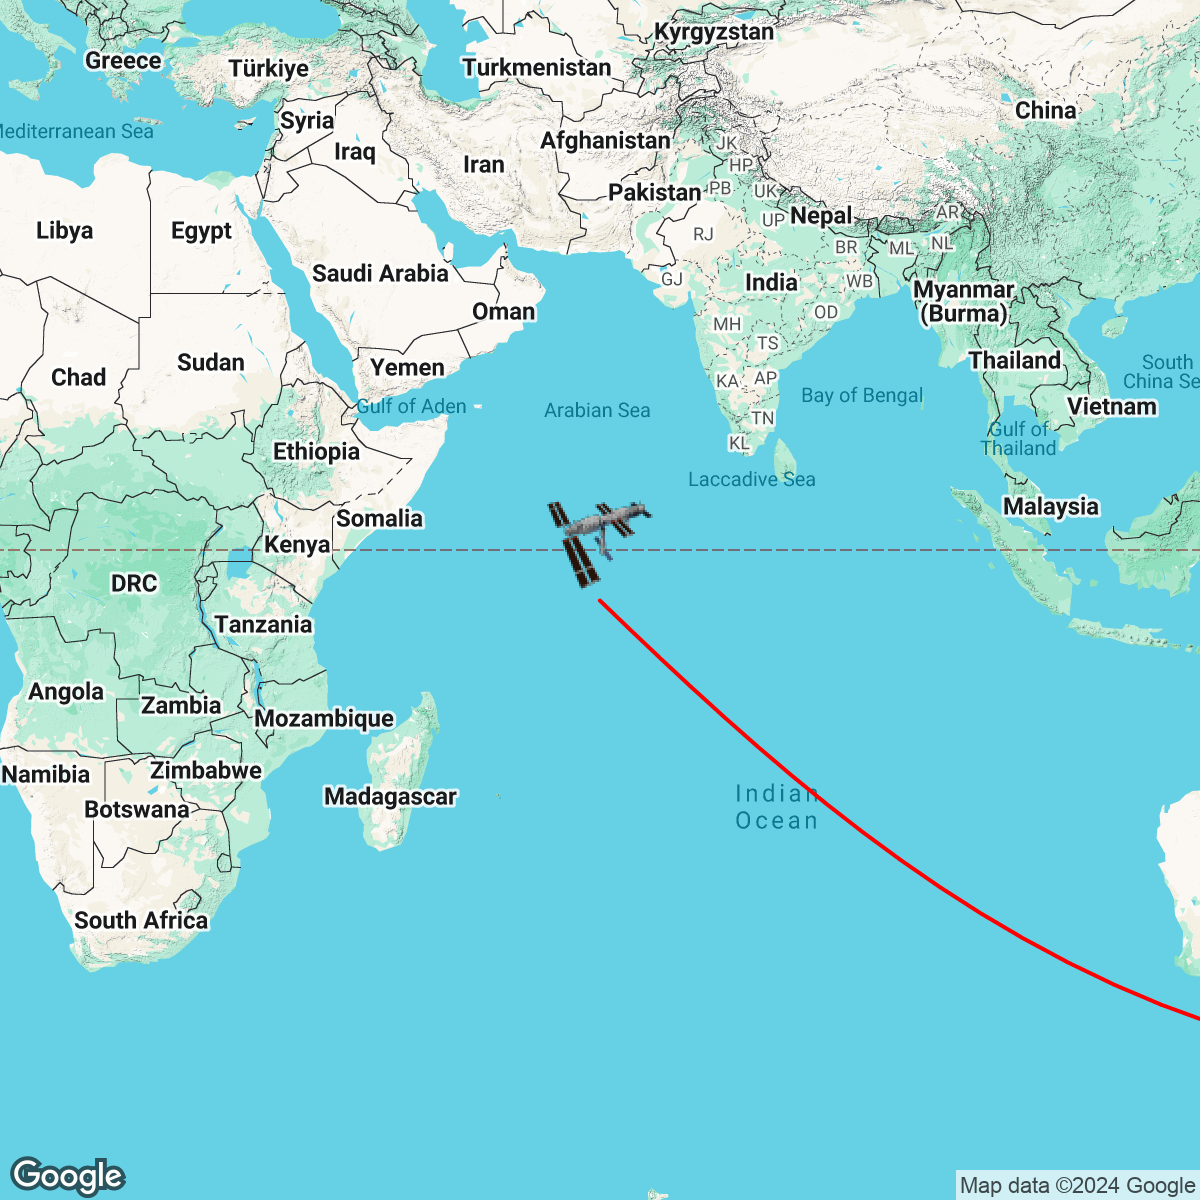 Kyrgyzstan
Greece
Türkiye
Turkmenistan
China
Syria
Mediterranean Sea
Afghanistan
JK
Iraq
Iran
HP
Pakistan
PB
UK
AR
Nepal
UP
Libya
Egypt
RJ
BR
ML
NL
Saudi Arabia
GJ
India
WB
Myanmar
(Burma)
Oman
OD
MH
TS
Sudan
Yemen
Thailand
South
China Se
Chad
KA
AP
Bay of Bengal
Gulf of Aden
Arabian Sea
Vietnam
TN
Gulf of
Thailand
KL
Ethiopia
Laccadive Sea
Malaysia
Somalia
Kenya
DRC
Tanzania
Angola
Zambia
Mozambique
Namibia
Zimbabwe
Indian
Ocean
Madagascar
Botswana
South Africa
Google
Map data ©2024 Google